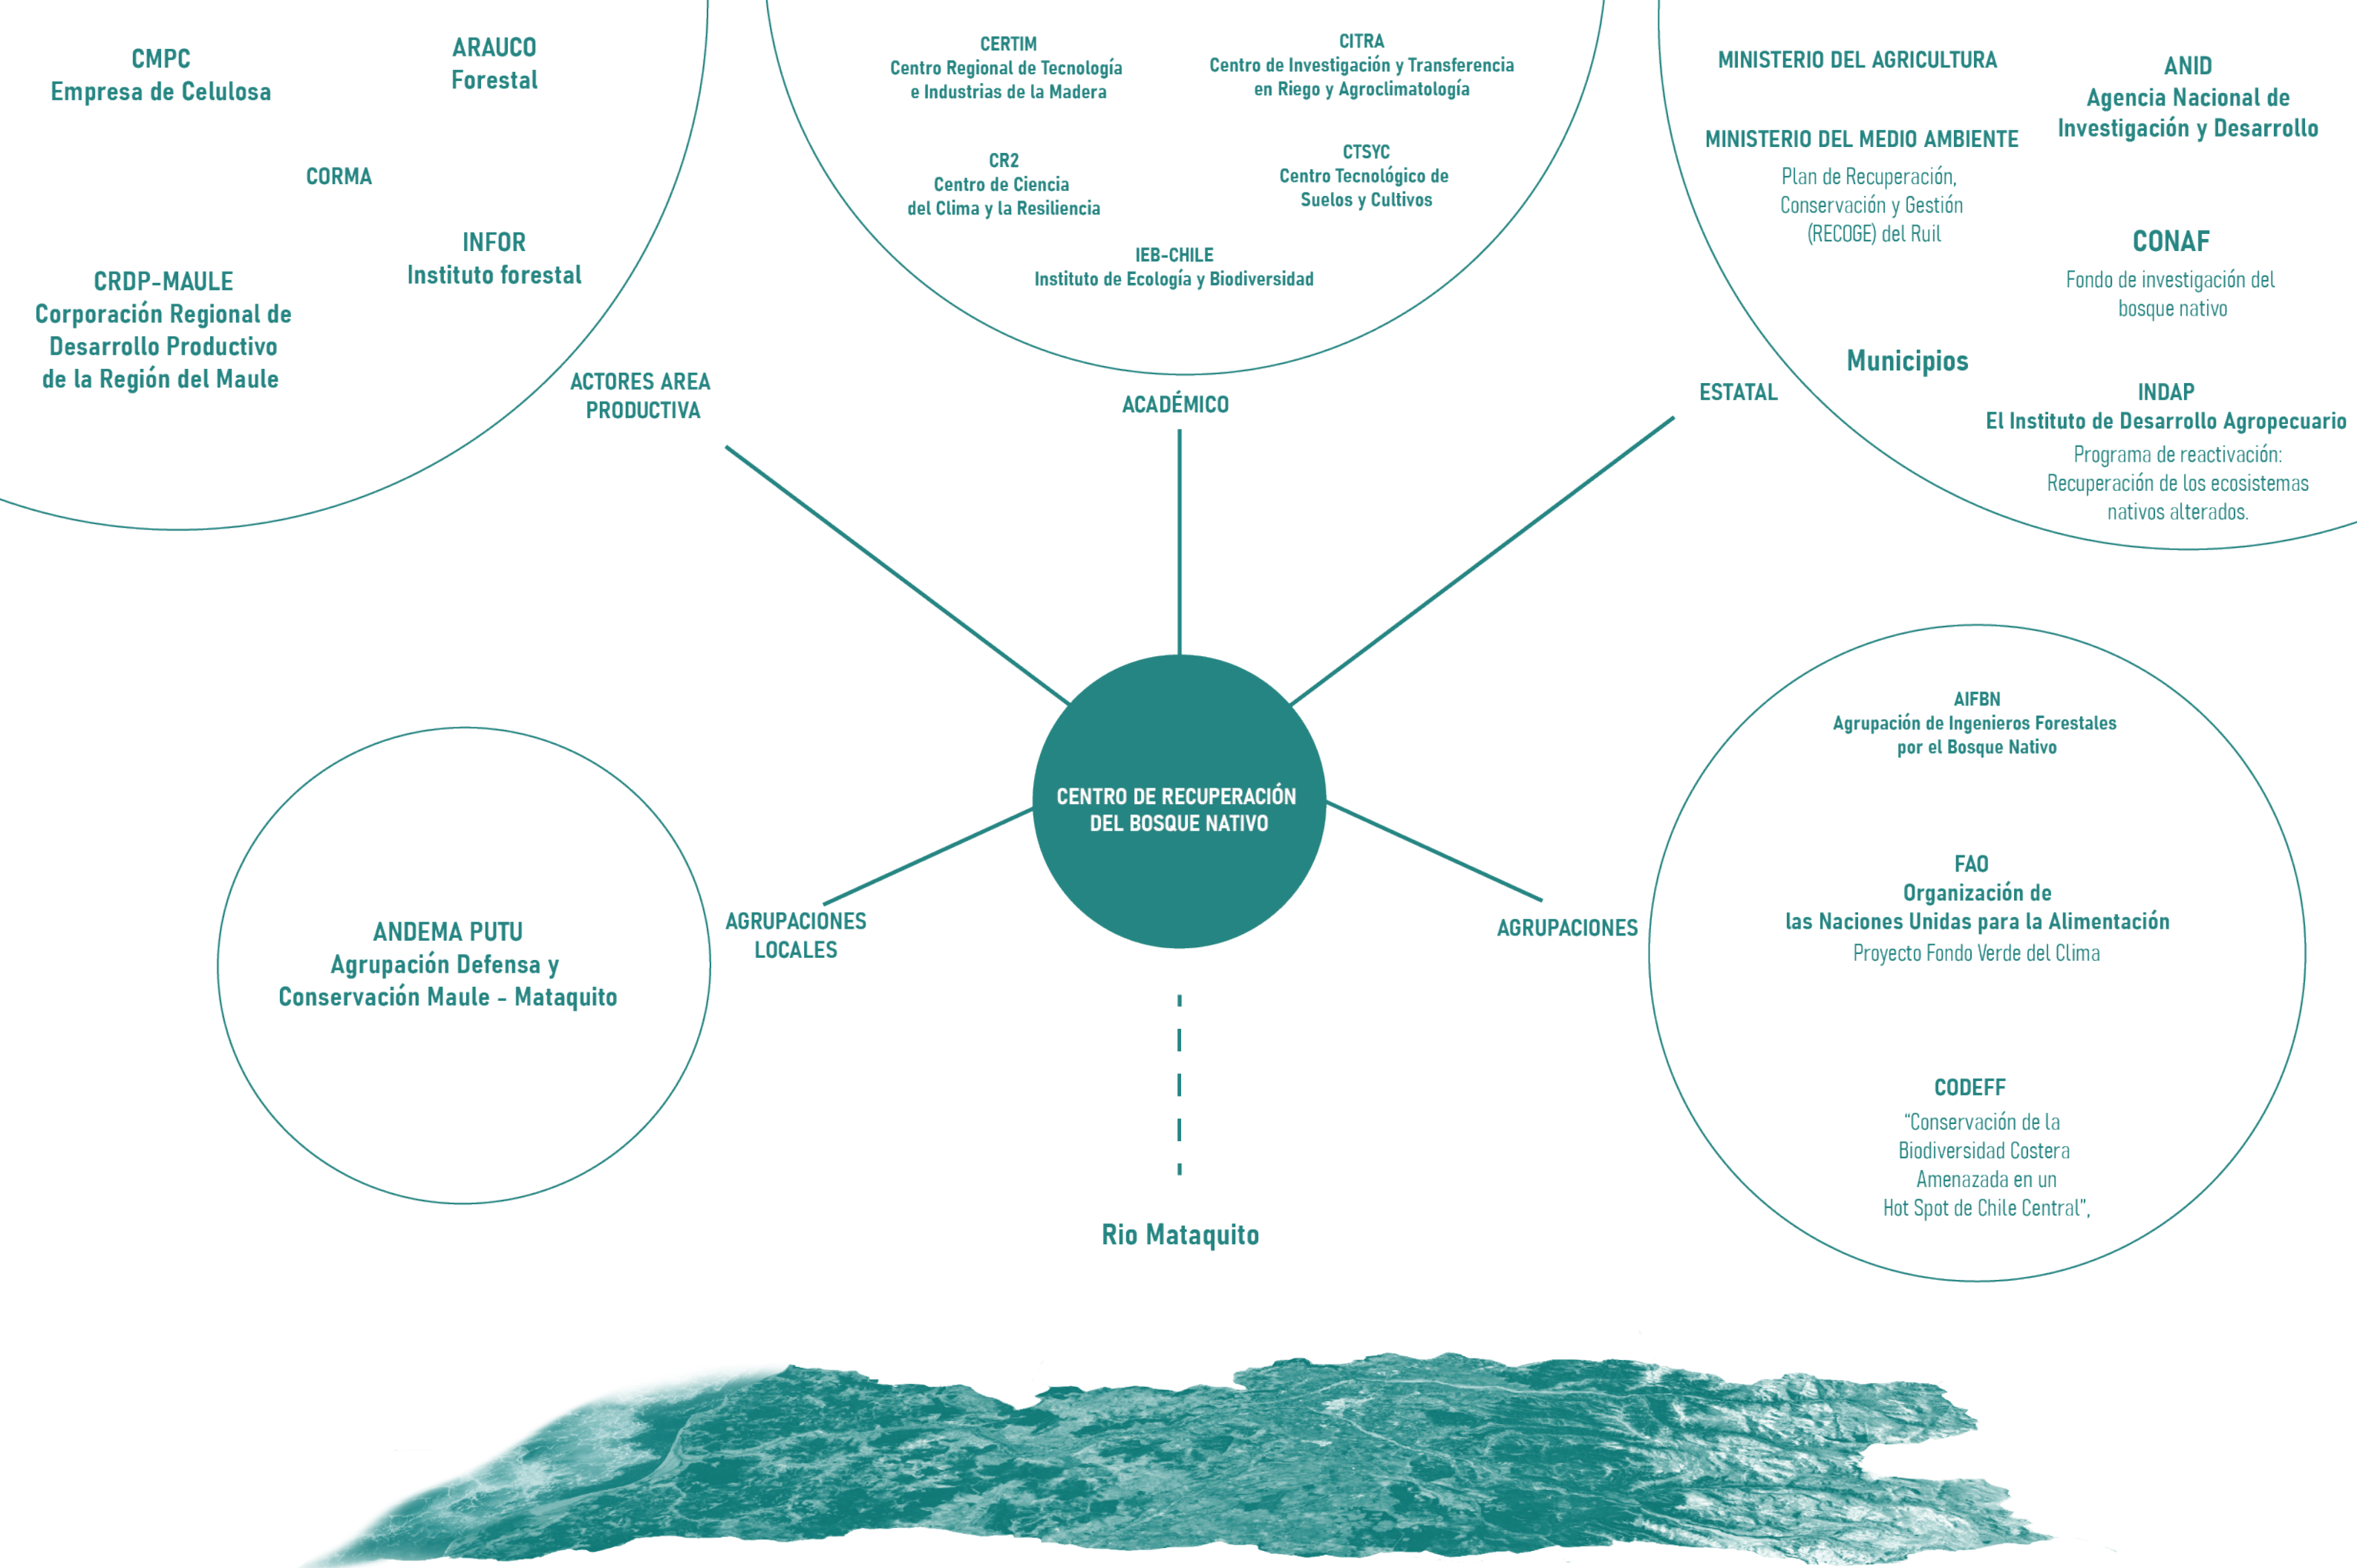 CMPC
Empresa de Celulosa
ARAUCO
Forestal
CORMA
INFOR
Instituto forestal
CRDP-MAULE
Corporación Regional de
Desarrollo Productivo
de la Región del Maule
ACTORES AREA
PRODUCTIVA
CERTIM
Centro Regional de Tecnología
e Industrias de la Madera
CITRA
Centro de Investigación y Transferencia
en Riego y Agroclimatología
CR2
Centro de Ciencia
del Clima y la Resiliencia
CTSYC
Centro Tecnológico de
Suelos y Cultivos
IEB-CHILE
Instituto de Ecología y Biodiversidad
ACADÉMICO
MINISTERIO DEL AGRICULTURA
ANID
Agencia Nacional de
Investigación y Desarrollo
MINISTERIO DEL MEDIO AMBIENTE
Plan de Recuperación,
Conservación y Gestión
(RECOGE) del Ruil
CONAF
Fondo de investigación del
bosque nativo
Municipios
INDAP
El Instituto de Desarrollo Agropecuario
Programa de reactivación:
Recuperación de los ecosistemas
nativos alterados.
ESTATAL
CENTRO DE RECUPERACIÓN
DEL BOSQUE NATIVO
ANDEMA PUTU
Agrupación Defensa y
Conservación Maule - Mataquito
AGRUPACIONES
LOCALES
AGRUPACIONES
AIFBN
Agrupación de Ingenieros Forestales
por el Bosque Nativo
FAO
Organización de
las Naciones Unidas para la Alimentación
Proyecto Fondo Verde del Clima
CODEFF
“Conservación de la
Biodiversidad Costera
Amenazada en un
Hot Spot de Chile Central”,
Rio Mataquito